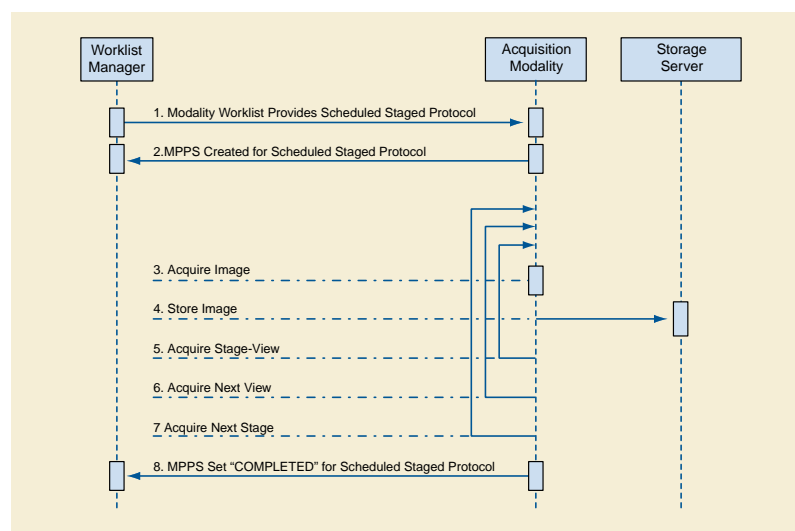 Worklist
Manager
Acquisition
Modality
Storage
Server
1. Modality Worklist Provides Scheduled Staged Protocol
2.MPPS Created for Scheduled Staged Protocol
3. Acquire Image
4. Store Image
5. Acquire Stage-View
6. Acquire Next View
7 Acquire Next Stage
8. MPPS Set “COMPLETED” for Scheduled Staged Protocol